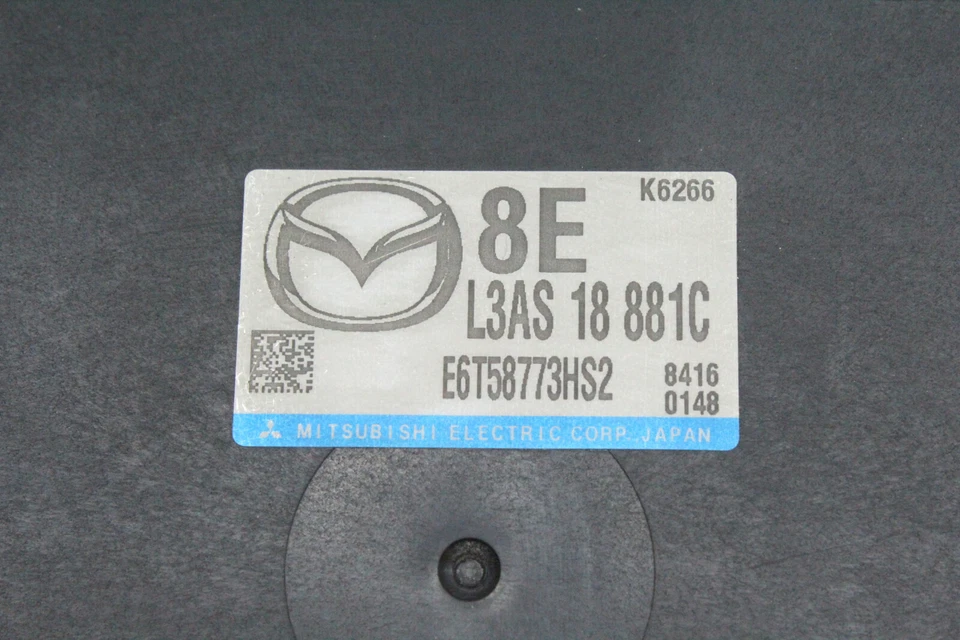 K6266
8E
L3AS 18 881C
E6T58773HS2
8416
0148
MITSUBISHI ELECTRIC CORP. JAPAN